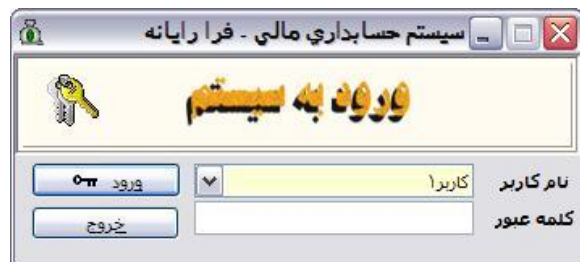 سيستم حسابداري مالي - فرا رايانه
ورود به سيستم
نام کاربر کاربر۱ ورود
کلمه عبور خروج